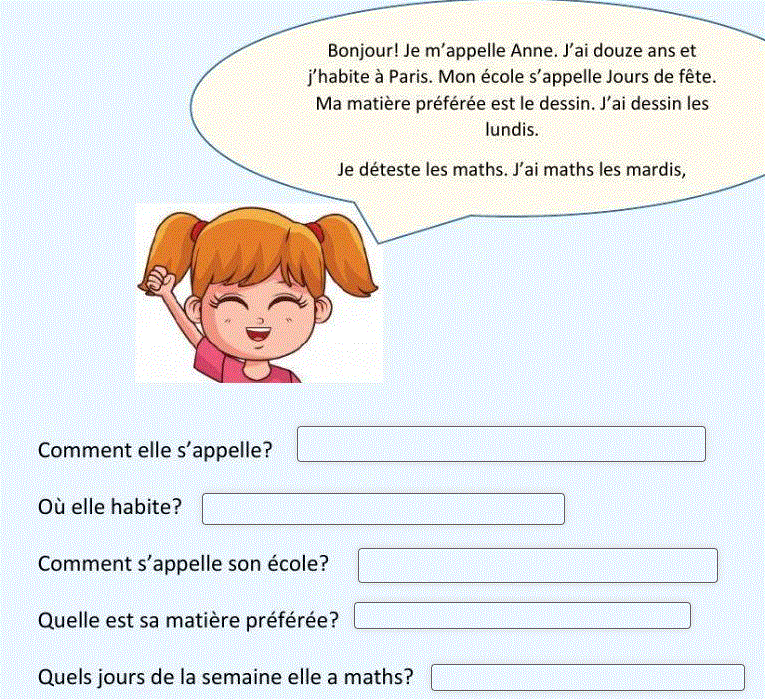 Bonjour! Je m’appelle Anne. J’ai douze ans et
j’habite à Paris. Mon école s’appelle Jours de fête.
Ma matière préférée est le dessin. J’ai dessin les
lundis.
Je déteste les maths. J’ai maths les mardis,
Comment elle s’appelle?
Où elle habite?
Comment s’appelle son école?
Quelle est sa matière préférée?
Quels jours de la semaine elle a maths?